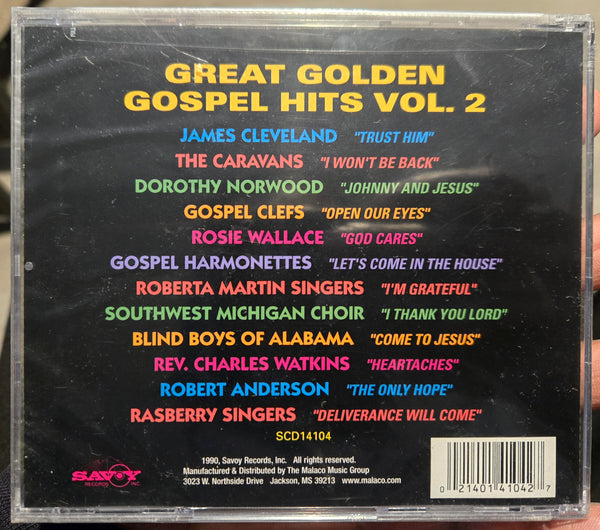 GREAT GOLDEN
GOSPEL HITS VOL. 2
JAMES CLEVELAND "TRUST HIM"
THE CARAVANS "I WON'T BE BACK"
DOROTHY NORWOOD "JOHNNY AND JESUS"
GOSPEL CLEFS "OPEN OUR EYES"
ROSIE WALLACE "GOD CARES"
GOSPEL HARMONETTES "LET'S COME IN THE HOUSE"
ROBERTA MARTIN SINGERS "I'M GRATEFUL"
SOUTHWEST MICHIGAN CHOIR "I THANK YOU LORD"
BLIND BOYS OF ALABAMA "COME TO JESUS"
REV. CHARLES WATKINS "HEARTACHES"
ROBERT ANDERSON "THE ONLY HOPE"
RASBERRY SINGERS "DELIVERANCE WILL COME"
SCD14104
SAVOY
RECORDS INC.
1990, Savoy Records, Inc. All rights reserved.
Manufactured & Distributed by The Malaco Music Group
3023 W. Northside Drive Jackson, MS 39213 www.malaco.com
0 21401 41042 7